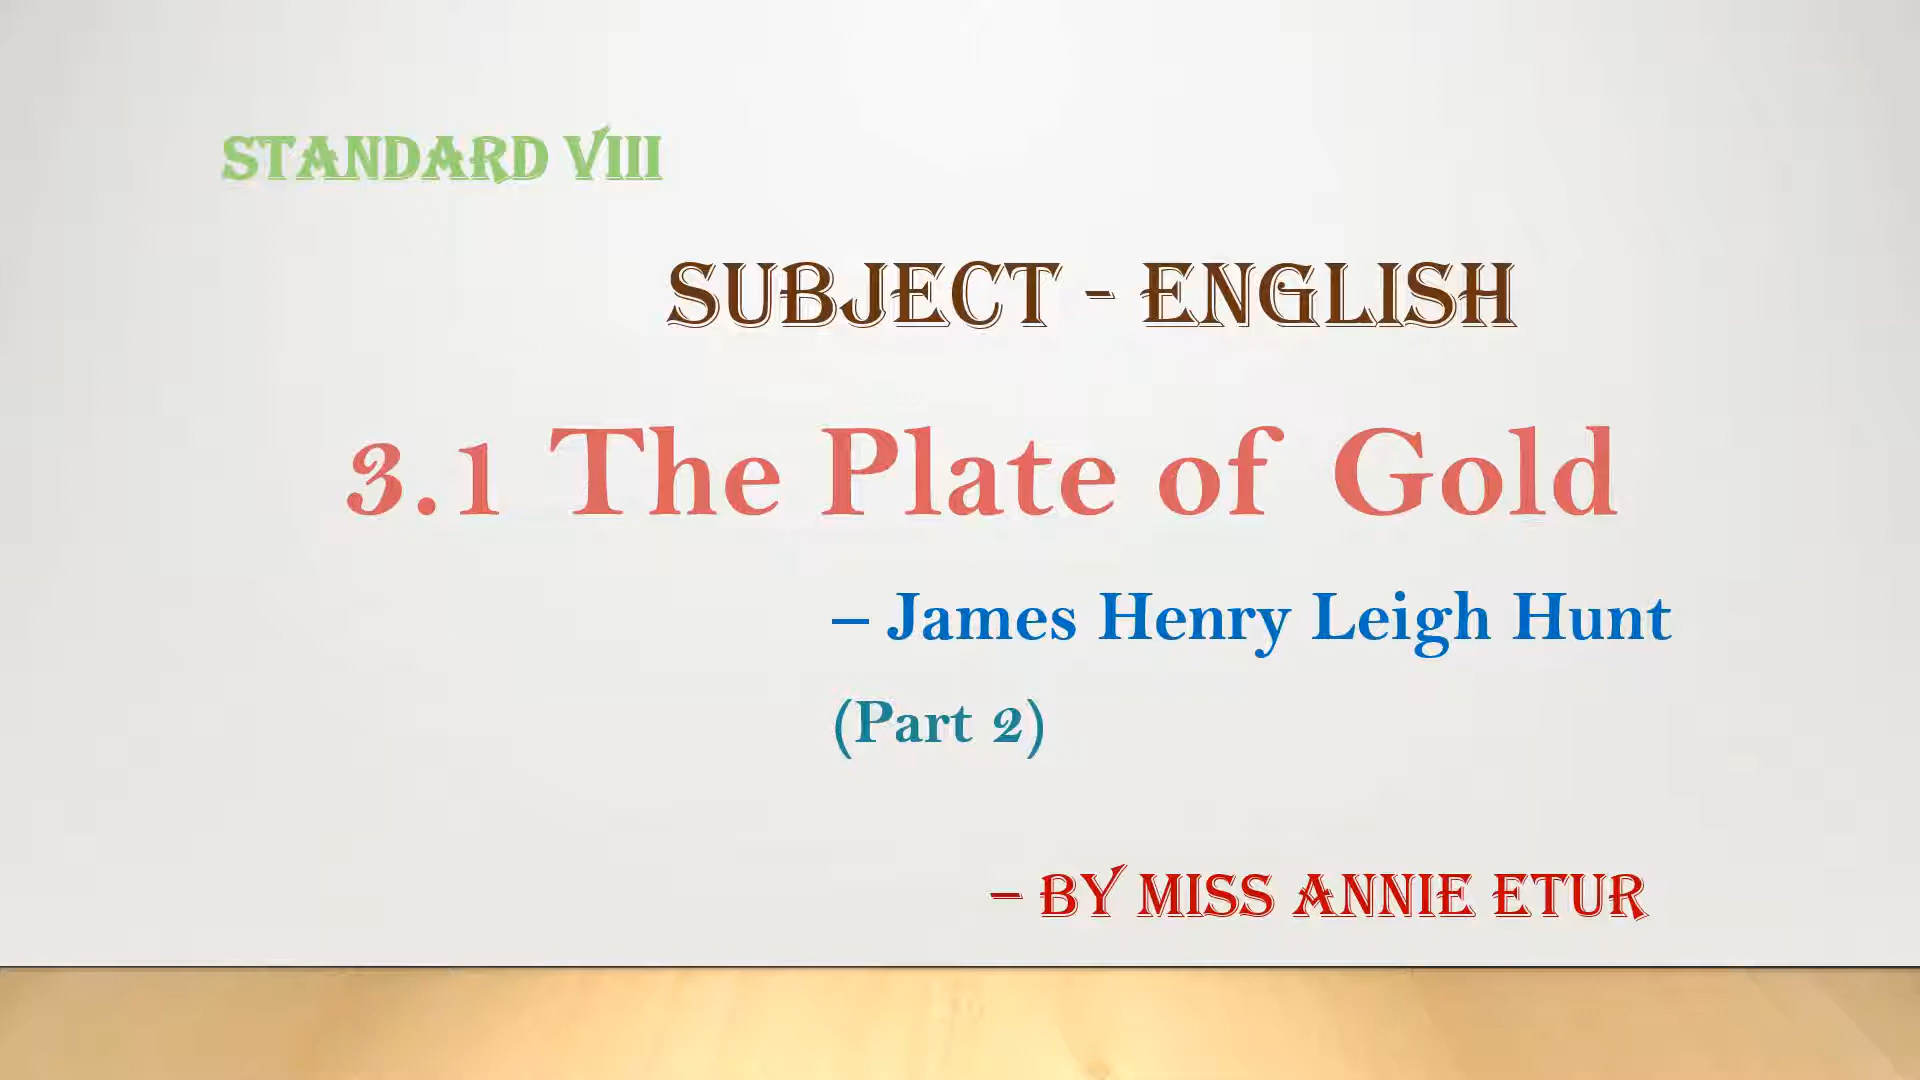 STANDARD VIII
SUBJECT - ENGLISH
3.1 The Plate of Gold
– James Henry Leigh Hunt
(Part 2)
– BY MISS ANNIE ETUR